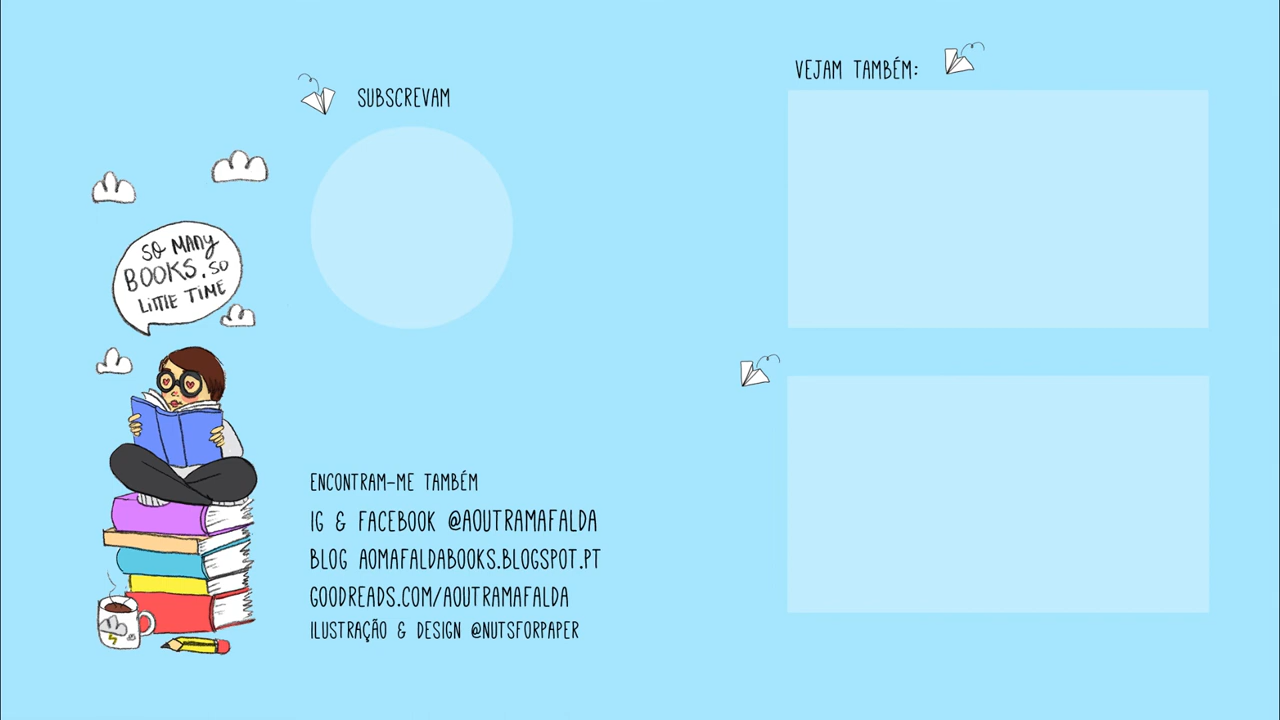 VEJAM TAMBÉM:
SUBSCREVAM
SO MANY
BOOKS, SO
LITTLE TIME
ENCONTRAM-ME TAMBÉM
IG & FACEBOOK @AOUTRAMAFALDA
BLOG AOMAFALDABOOKS.BLOGSPOT.PT
GOODREADS.COM/AOUTRAMAFALDA
ILUSTRAÇÃO & DESIGN @NUTSFORPAPER